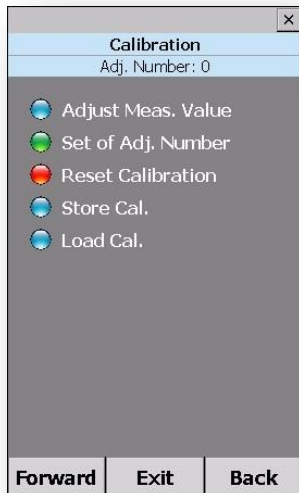 Calibration
Adj. Number: 0
Adjust Meas. Value
Set of Adj. Number
Reset Calibration
Store Cal.
Load Cal.
Forward Exit Back